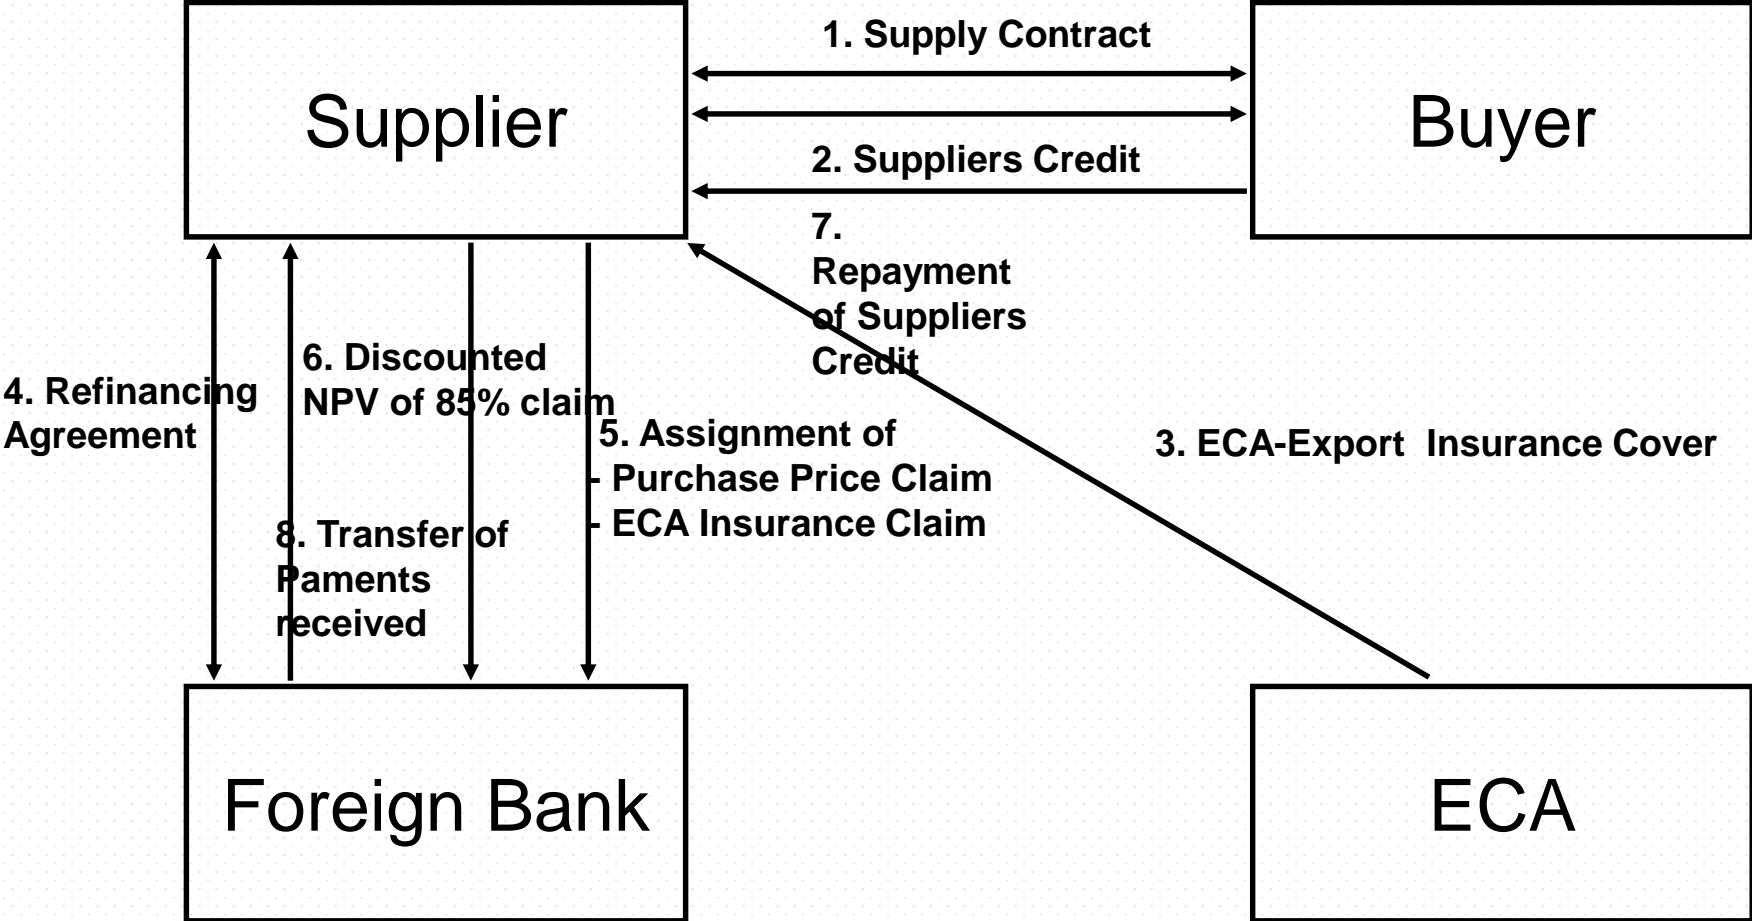 1. Supply Contract
Supplier
Buyer
2. Suppliers Credit
7.
Repayment
of Suppliers
Credit
6. Discounted
NPV of 85% claim
4. Refinancing
Agreement
5. Assignment of
- Purchase Price Claim
- ECA Insurance Claim
3. ECA-Export Insurance Cover
8. Transfer of
Paments
received
Foreign Bank
ECA